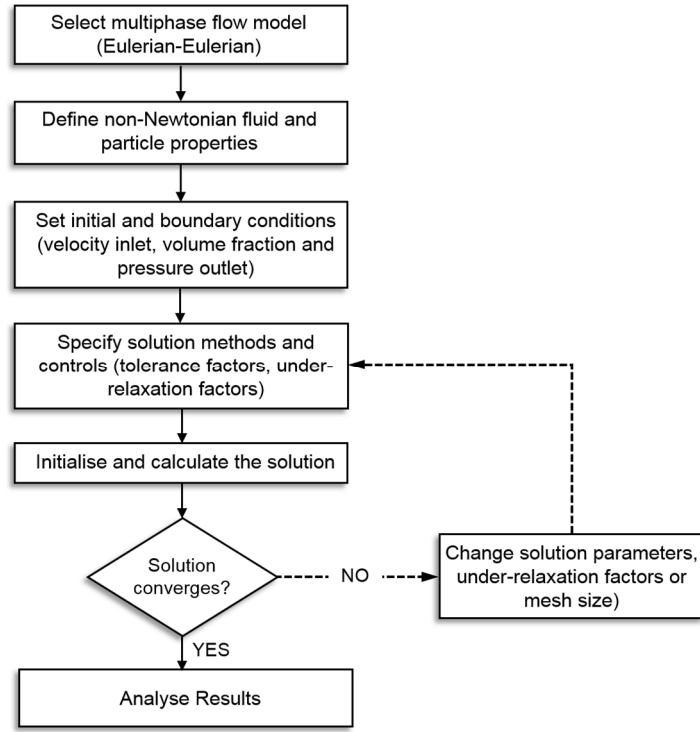 Select multiphase flow model
(Eulerian-Eulerian)
Define non-Newtonian fluid and
particle properties
Set initial and boundary conditions
(velocity inlet, volume fraction and
pressure outlet)
Specify solution methods and
controls (tolerance factors, under-
relaxation factors)
Initialise and calculate the solution
Solution
converges?
NO
Change solution parameters,
under-relaxation factors or
mesh size)
YES
Analyse Results